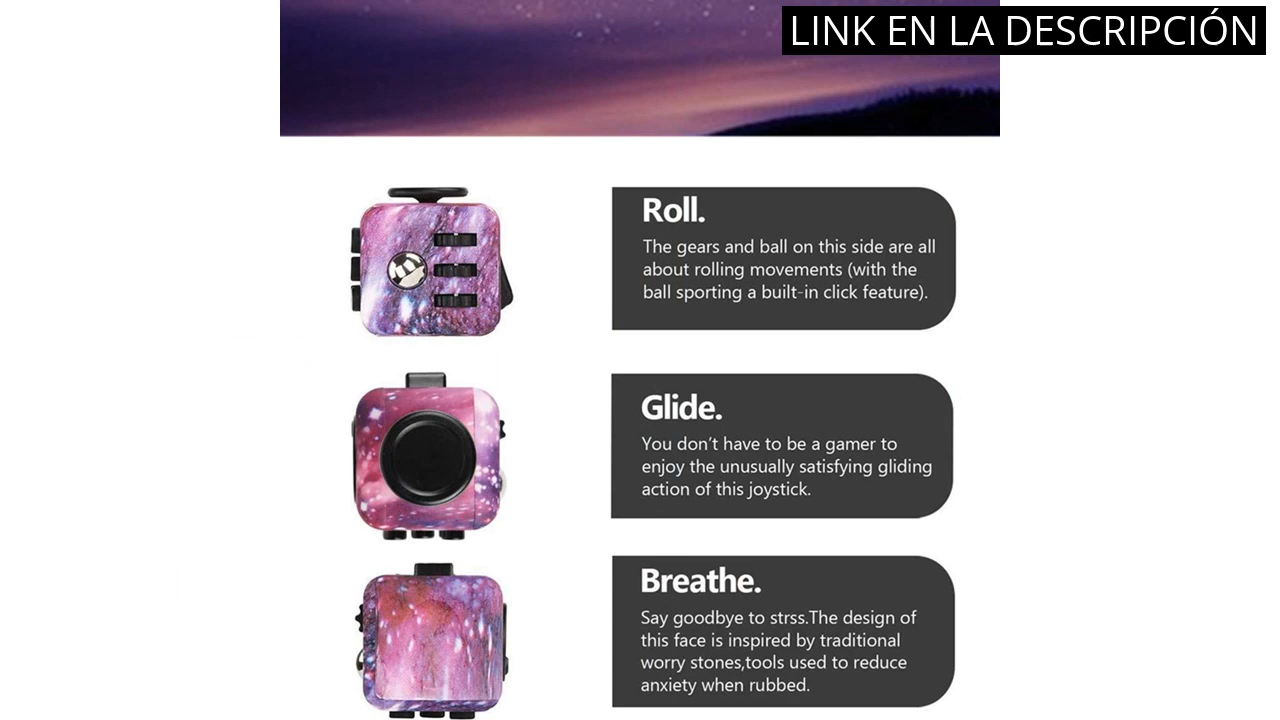 LINK EN LA DESCRIPCIÓN
Roll.
The gears and ball on this side are all
about rolling movements (with the
ball sporting a built-in click feature).
Glide.
You don't have to be a gamer to
enjoy the unusually satisfying gliding
action of this joystick.
Breathe.
Say goodbye to strss.The design of
this face is inspired by traditional
worry stones,tools used to reduce
anxiety when rubbed.